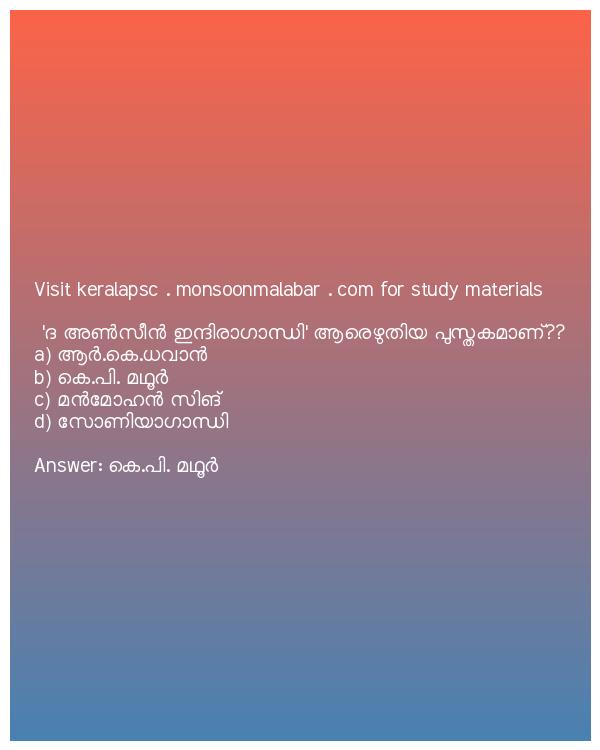 Visit keralapsc . monsoonmalabar . com for study materials
'ദ അൺസീൻ ഇന്ദിരാഗാന്ധി' ആരെഴുതിയ പുസ്തകമാണ്??
a) ആർ.കെ.ധവാൻ
b) കെ.പി. മഥൂർ
c) മൻമോഹൻ സിങ്
d) സോണിയാഗാന്ധി
Answer: കെ.പി. മഥൂർ